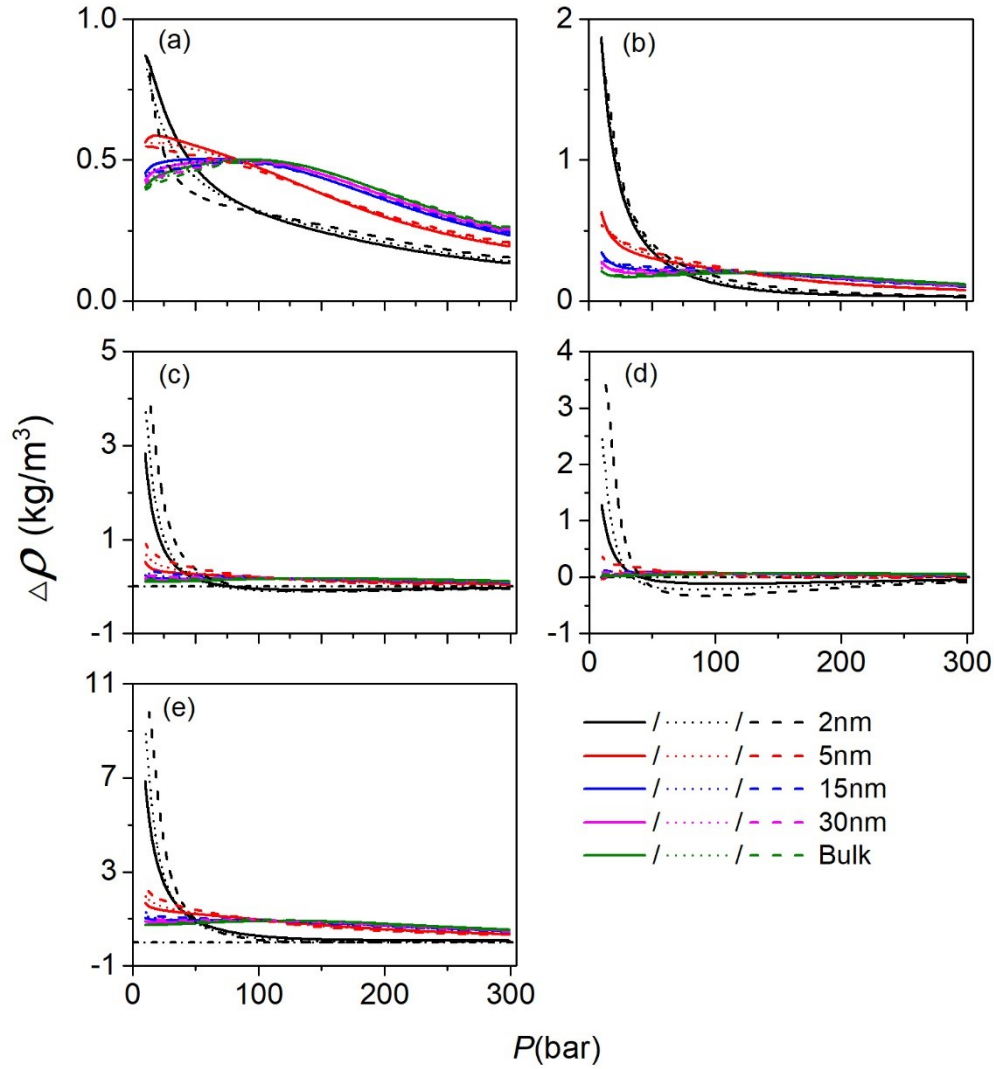 (a)
1.0
0.5
0.0
(b)
2
1
0
(c)
5
3
1
-1
(d)
4
3
2
1
0
-1
0 100 200 300
(e)
11
7
3
-1
0 100 200 300
△ρ (kg/m³)
P(bar)
/ / 2nm
/ / 5nm
/ / 15nm
/ / 30nm
/ / Bulk